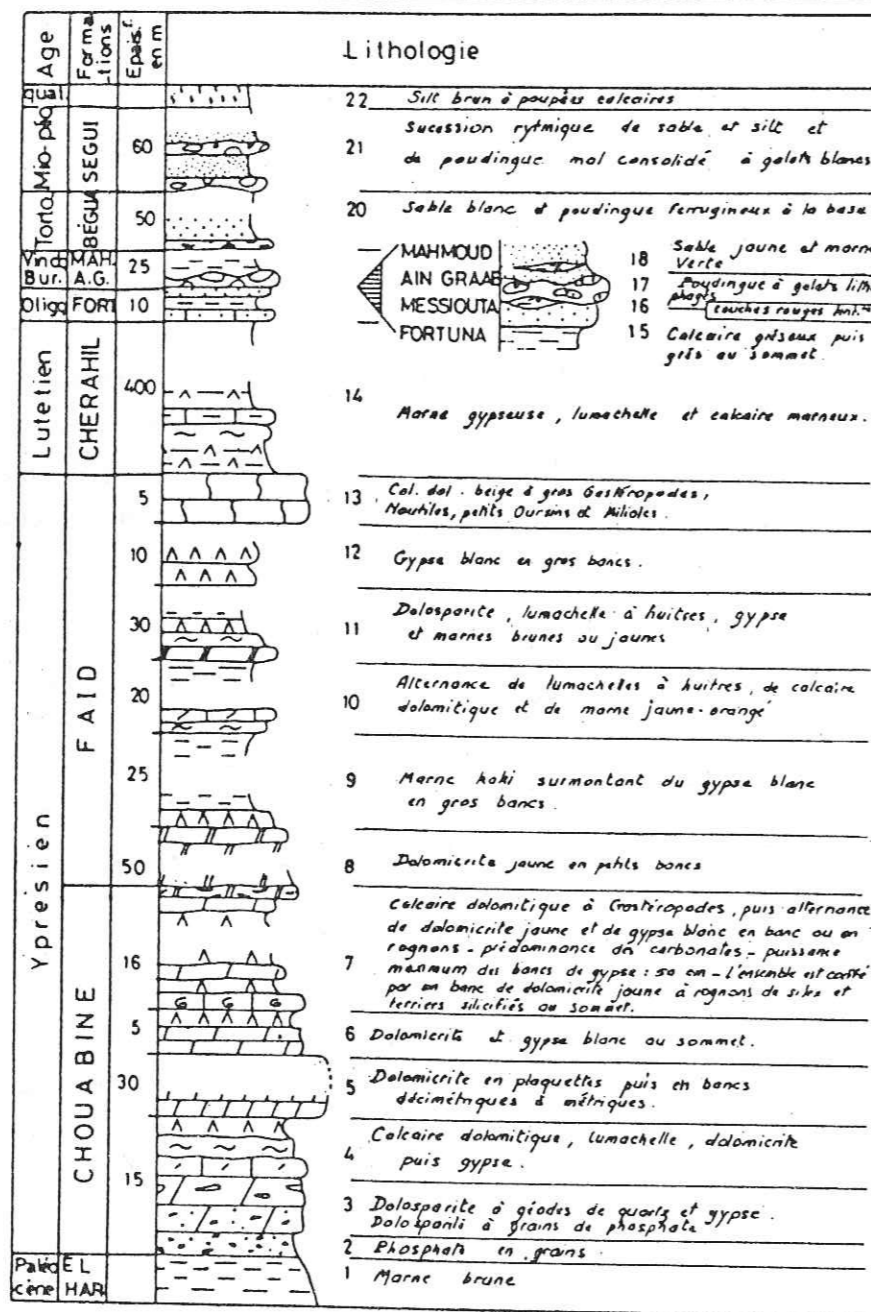 Age
Forma
-tions
Epais.r
en m
Lithologie
qual.
22 Silt brun à poupées calcaires
Mio-plio
SEGUI
60
21 Sucession rytmique de sable et silt et
de poudingue mal consolidé à galets blancs
Torto
BÉGLIA
50
20 Sable blanc et poudingue ferrugineux à la base
Vind.
Bur.
MAH.
A.G.
25
MAHMOUD
AIN GRAAB
MESSIOUTA
FORTUNA
18 Sable jaune et marne
Verte
17 Poudingue à galets litho
phagés
16 couches rouges
15 Calcaire gréseux puis
grès au sommet.
Oligo
FORT
10
Lutetien
CHERAHIL
400
14 Marne gypseuse, lumachelle et calcaire marneux.
Ypresien
FAID
5
13 Cal. dol. beige à gros Gastéropodes,
Nautiles, petits Oursins et Milioles.
10
12 Gypse blanc en gros bancs.
30
11 Dolosparite, lumachelle à huitres, gypse
et marnes brunes ou jaunes
20
10 Alternance de lumachelles à huitres, de calcaire
dolomitique et de marne jaune-orangé
25
9 Marne kaki surmontant du gypse blanc
en gros bancs.
50
8 Dolomicrite jaune en petits bancs
CHOUABINE
16
7 Calcaire dolomitique à Gastéropodes, puis alternance
de dolomicrite jaune et de gypse blanc en banc ou en
rognons - prédominance des carbonates - puissance
maximum des bancs de gypse : 50 cm - l'ensemble est coiffé
par un banc de dolomicrite jaune à rognons de silex et
terriers silicifiés au sommet.
5
6 Dolomicrite et gypse blanc au sommet.
30
5 Dolomicrite en plaquettes puis en bancs
décimétriques à métriques.
4 Calcaire dolomitique, lumachelle, dolomicrite
puis gypse.
15
3 Dolosparite à géodes de quartz et gypse.
Dolosparite à grains de phosphate
2 Phosphate en grains.
Paléo
cène
EL
HAR.
1 Marne brune